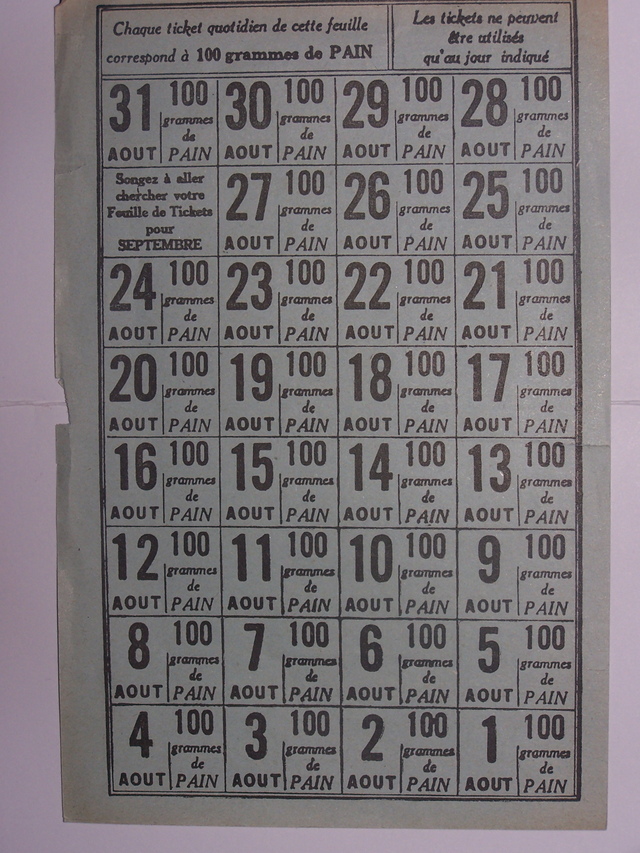 Chaque ticket quotidien de cette feuille
correspond à 100 grammes de PAIN
Les tickets ne peuvent
être utilisés
qu'au jour indiqué
31 100 grammes de
AOUT PAIN
30 100 grammes de
AOUT PAIN
29 100 grammes de
AOUT PAIN
28 100 grammes de
AOUT PAIN
Songez à aller
chercher votre
Feuille de Tickets
pour
SEPTEMBRE
27 100 grammes de
AOUT PAIN
26 100 grammes de
AOUT PAIN
25 100 grammes de
AOUT PAIN
24 100 grammes de
AOUT PAIN
23 100 grammes de
AOUT PAIN
22 100 grammes de
AOUT PAIN
21 100 grammes de
AOUT PAIN
20 100 grammes de
AOUT PAIN
19 100 grammes de
AOUT PAIN
18 100 grammes de
AOUT PAIN
17 100 grammes de
AOUT PAIN
16 100 grammes de
AOUT PAIN
15 100 grammes de
AOUT PAIN
14 100 grammes de
AOUT PAIN
13 100 grammes de
AOUT PAIN
12 100 grammes de
AOUT PAIN
11 100 grammes de
AOUT PAIN
10 100 grammes de
AOUT PAIN
9 100 grammes de
AOUT PAIN
8 100 grammes de
AOUT PAIN
7 100 grammes de
AOUT PAIN
6 100 grammes de
AOUT PAIN
5 100 grammes de
AOUT PAIN
4 100 grammes de
AOUT PAIN
3 100 grammes de
AOUT PAIN
2 100 grammes de
AOUT PAIN
1 100 grammes de
AOUT PAIN